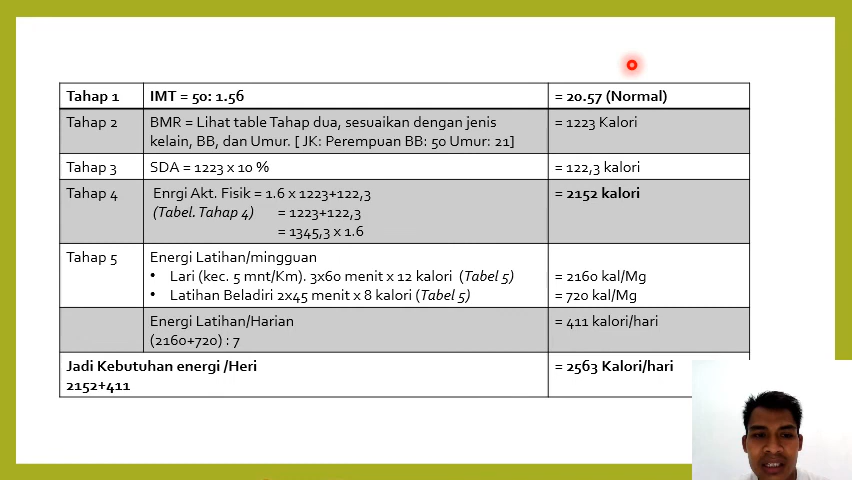 Tahap 1 IMT = 50: 1.56 = 20.57 (Normal)
Tahap 2 BMR = Lihat table Tahap dua, sesuaikan dengan jenis = 1223 Kalori
kelain, BB, dan Umur. [ JK: Perempuan BB: 50 Umur: 21]
Tahap 3 SDA = 1223 x 10 % = 122,3 kalori
Tahap 4 Enrgi Akt. Fisik = 1.6 x 1223+122,3 = 2152 kalori
(Tabel. Tahap 4) = 1223+122,3
= 1345,3 x 1.6
Tahap 5 Energi Latihan/mingguan
• Lari (kec. 5 mnt/Km). 3x60 menit x 12 kalori (Tabel 5) = 2160 kal/Mg
• Latihan Beladiri 2x45 menit x 8 kalori (Tabel 5) = 720 kal/Mg
Energi Latihan/Harian = 411 kalori/hari
(2160+720) : 7
Jadi Kebutuhan energi /Heri = 2563 Kalori/hari
2152+411